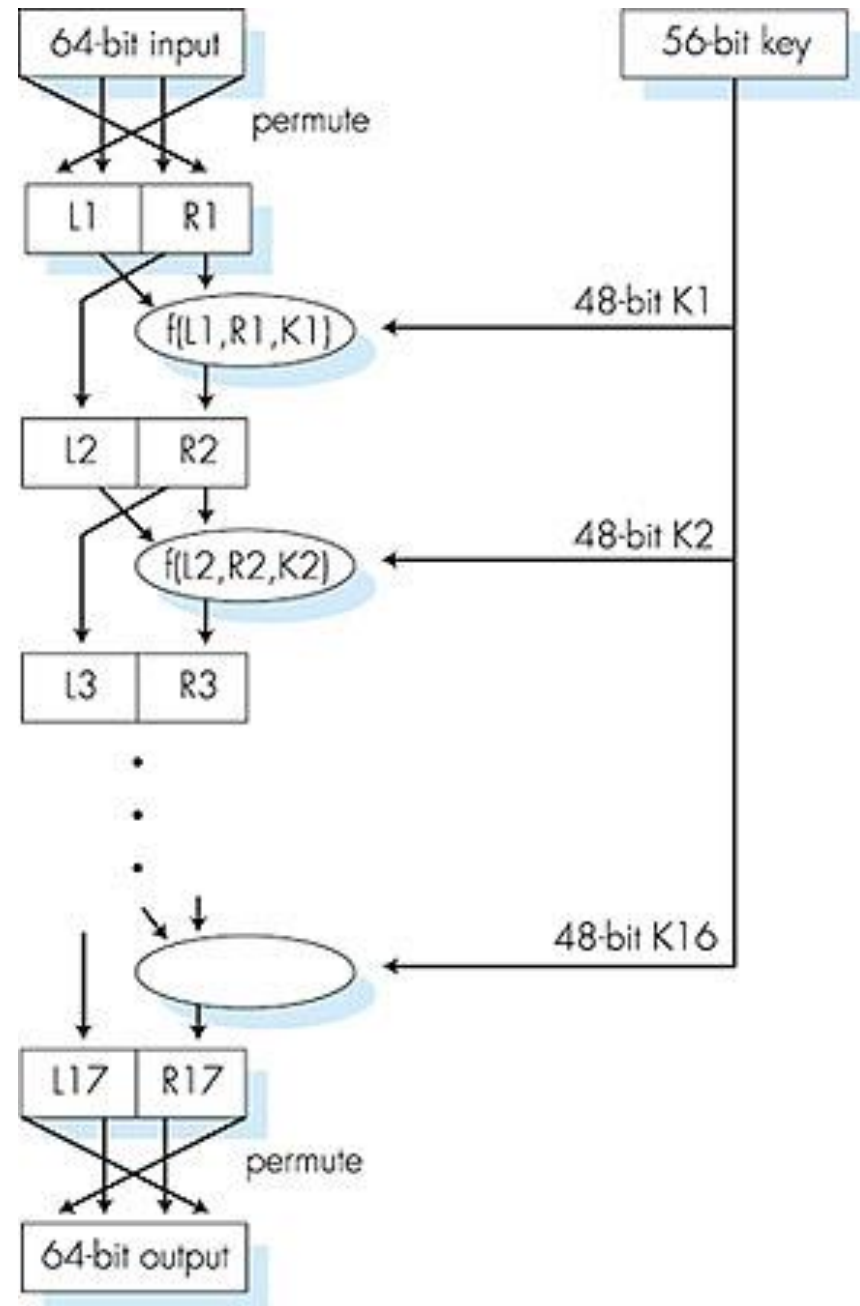 64-bit input
56-bit key
permute
L1 R1
48-bit K1
f(L1,R1,K1)
L2 R2
48-bit K2
f(L2,R2,K2)
L3 R3
48-bit K16
L17 R17
permute
64-bit output